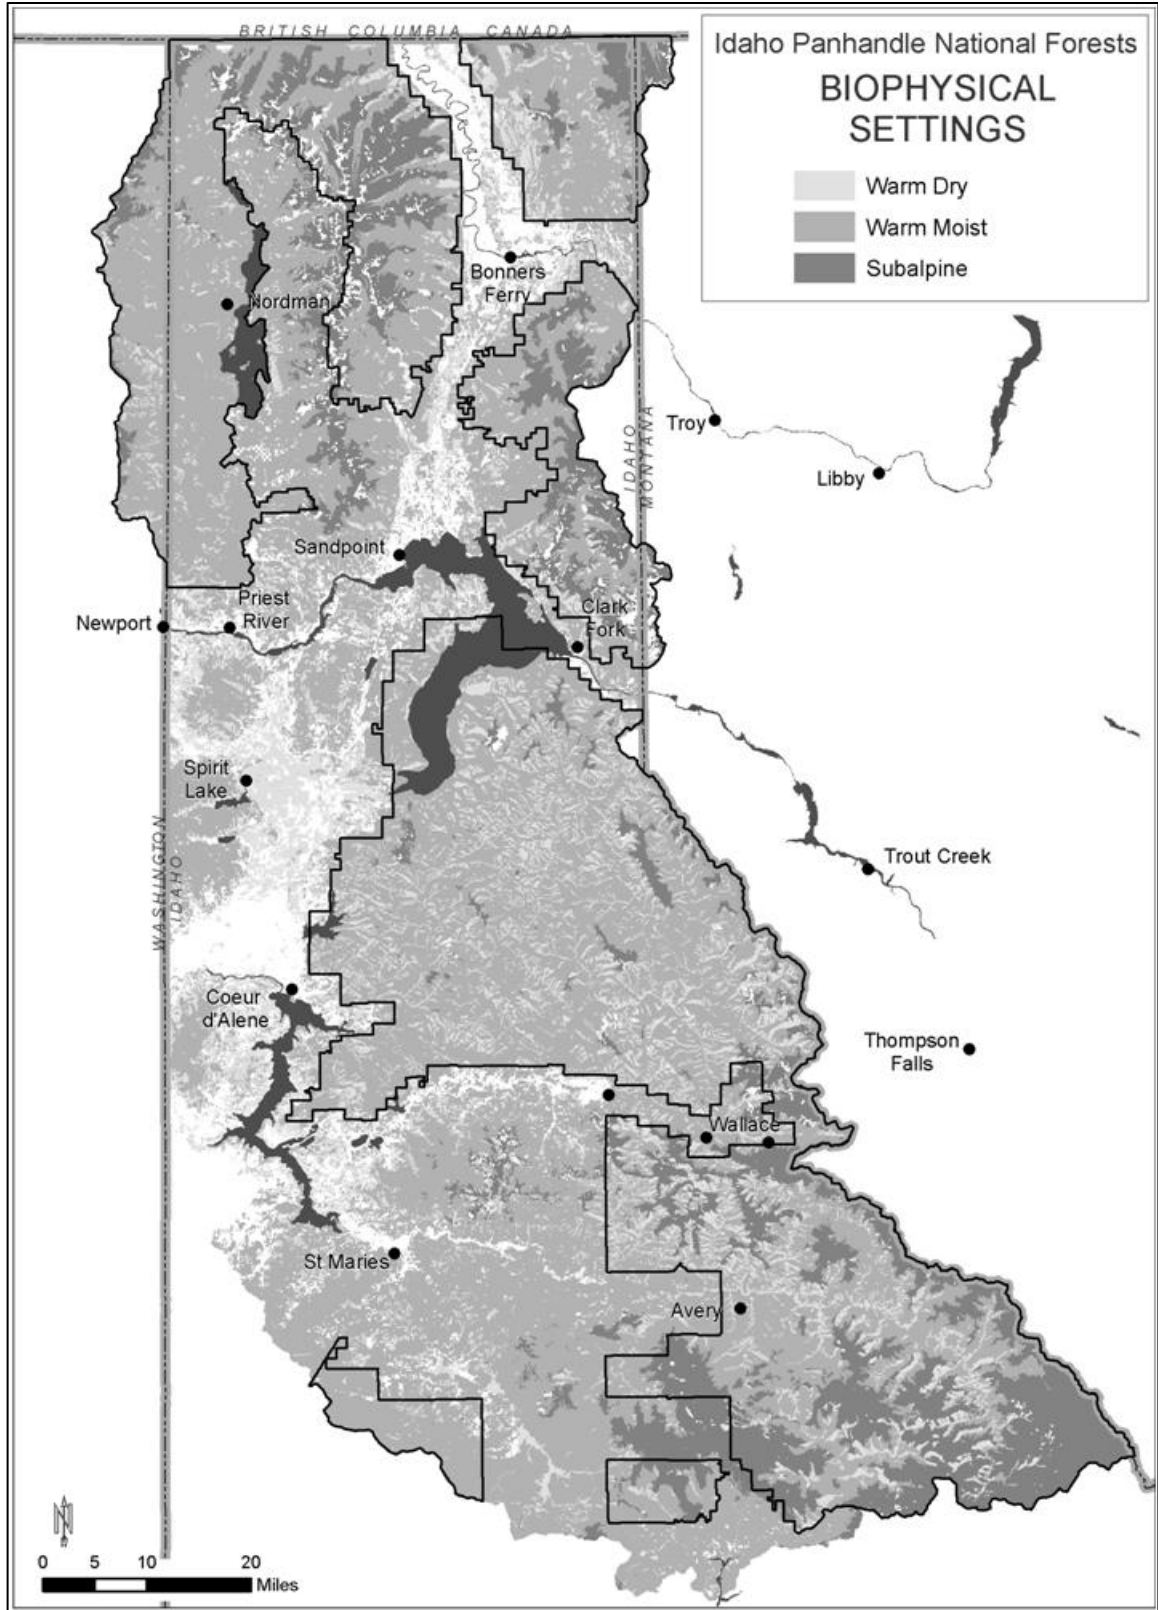 BRITISH COLUMBIA CANADA
Idaho Panhandle National Forests
BIOPHYSICAL
SETTINGS
Warm Dry
Warm Moist
Subalpine
Bonners
Ferry
Nordman
Troy
IDAHO
MONTANA
Libby
Sandpoint
Priest
River
Newport
Clark
Fork
Spirit
Lake
WASHINGTON
IDAHO
Trout Creek
Coeur
d'Alene
Thompson
Falls
Wallace
St Maries
Avery
N
0 5 10 20
Miles